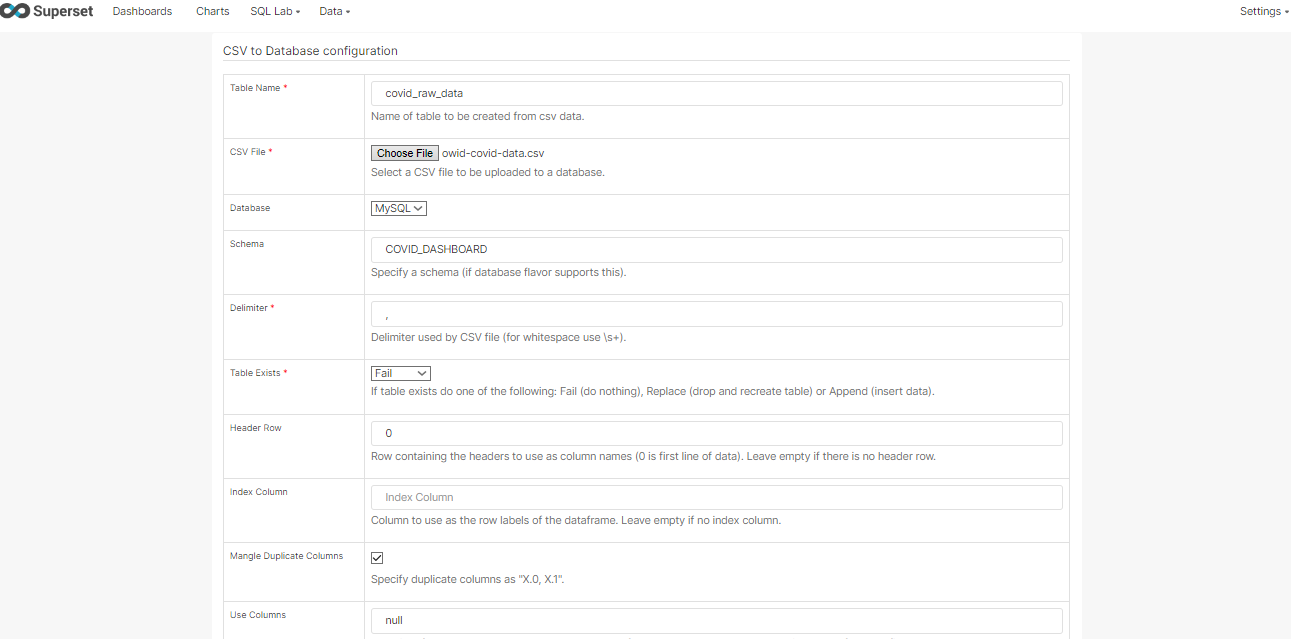 Superset Dashboards Charts SQL Lab Data Settings
CSV to Database configuration
Table Name *
covid_raw_data
Name of table to be created from csv data.
CSV File *
Choose File owid-covid-data.csv
Select a CSV file to be uploaded to a database.
Database
MySQL
Schema
COVID_DASHBOARD
Specify a schema (if database flavor supports this).
Delimiter *
,
Delimiter used by CSV file (for whitespace use \s+).
Table Exists *
Fail
If table exists do one of the following: Fail (do nothing), Replace (drop and recreate table) or Append (insert data).
Header Row
0
Row containing the headers to use as column names (0 is first line of data). Leave empty if there is no header row.
Index Column
Index Column
Column to use as the row labels of the dataframe. Leave empty if no index column.
Mangle Duplicate Columns
Specify duplicate columns as "X.0, X.1".
Use Columns
null